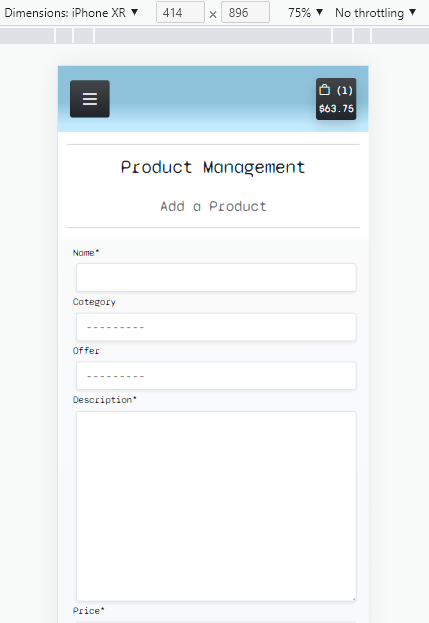 Dimensions: iPhone XR ▼ 414 × 896 75% ▼ No throttling ▼
(1)
$63.75
Product Management
Add a Product
Name*
Category
---------
Offer
---------
Description*
Price*